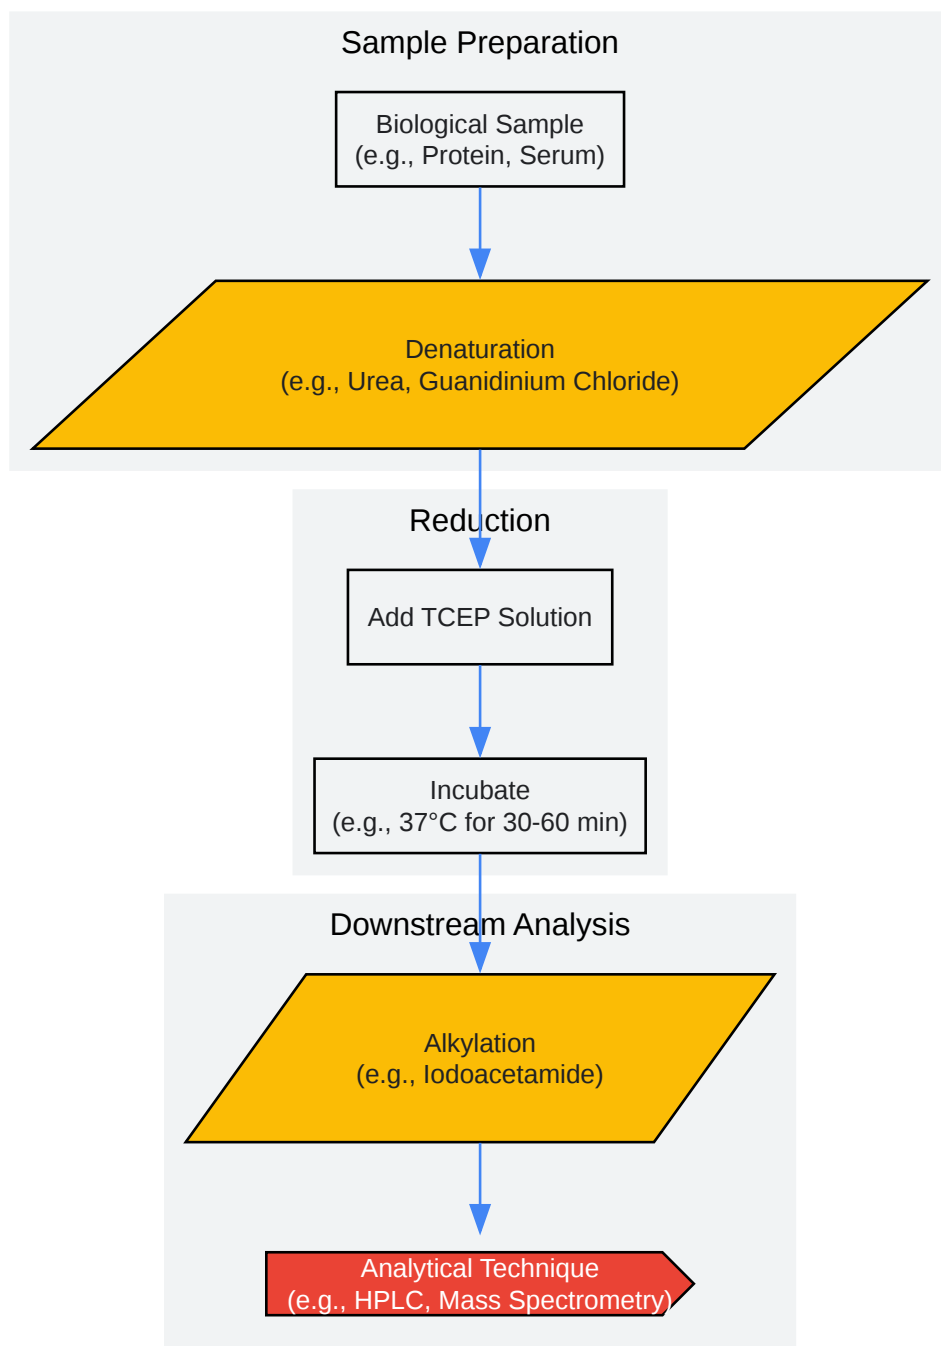 Sample Preparation
Biological Sample
(e.g., Protein, Serum)
Denaturation
(e.g., Urea, Guanidinium Chloride)
Reduction
Add TCEP Solution
Incubate
(e.g., 37°C for 30-60 min)
Downstream Analysis
Alkylation
(e.g., Iodoacetamide)
Analytical Technique
(e.g., HPLC, Mass Spectrometry)